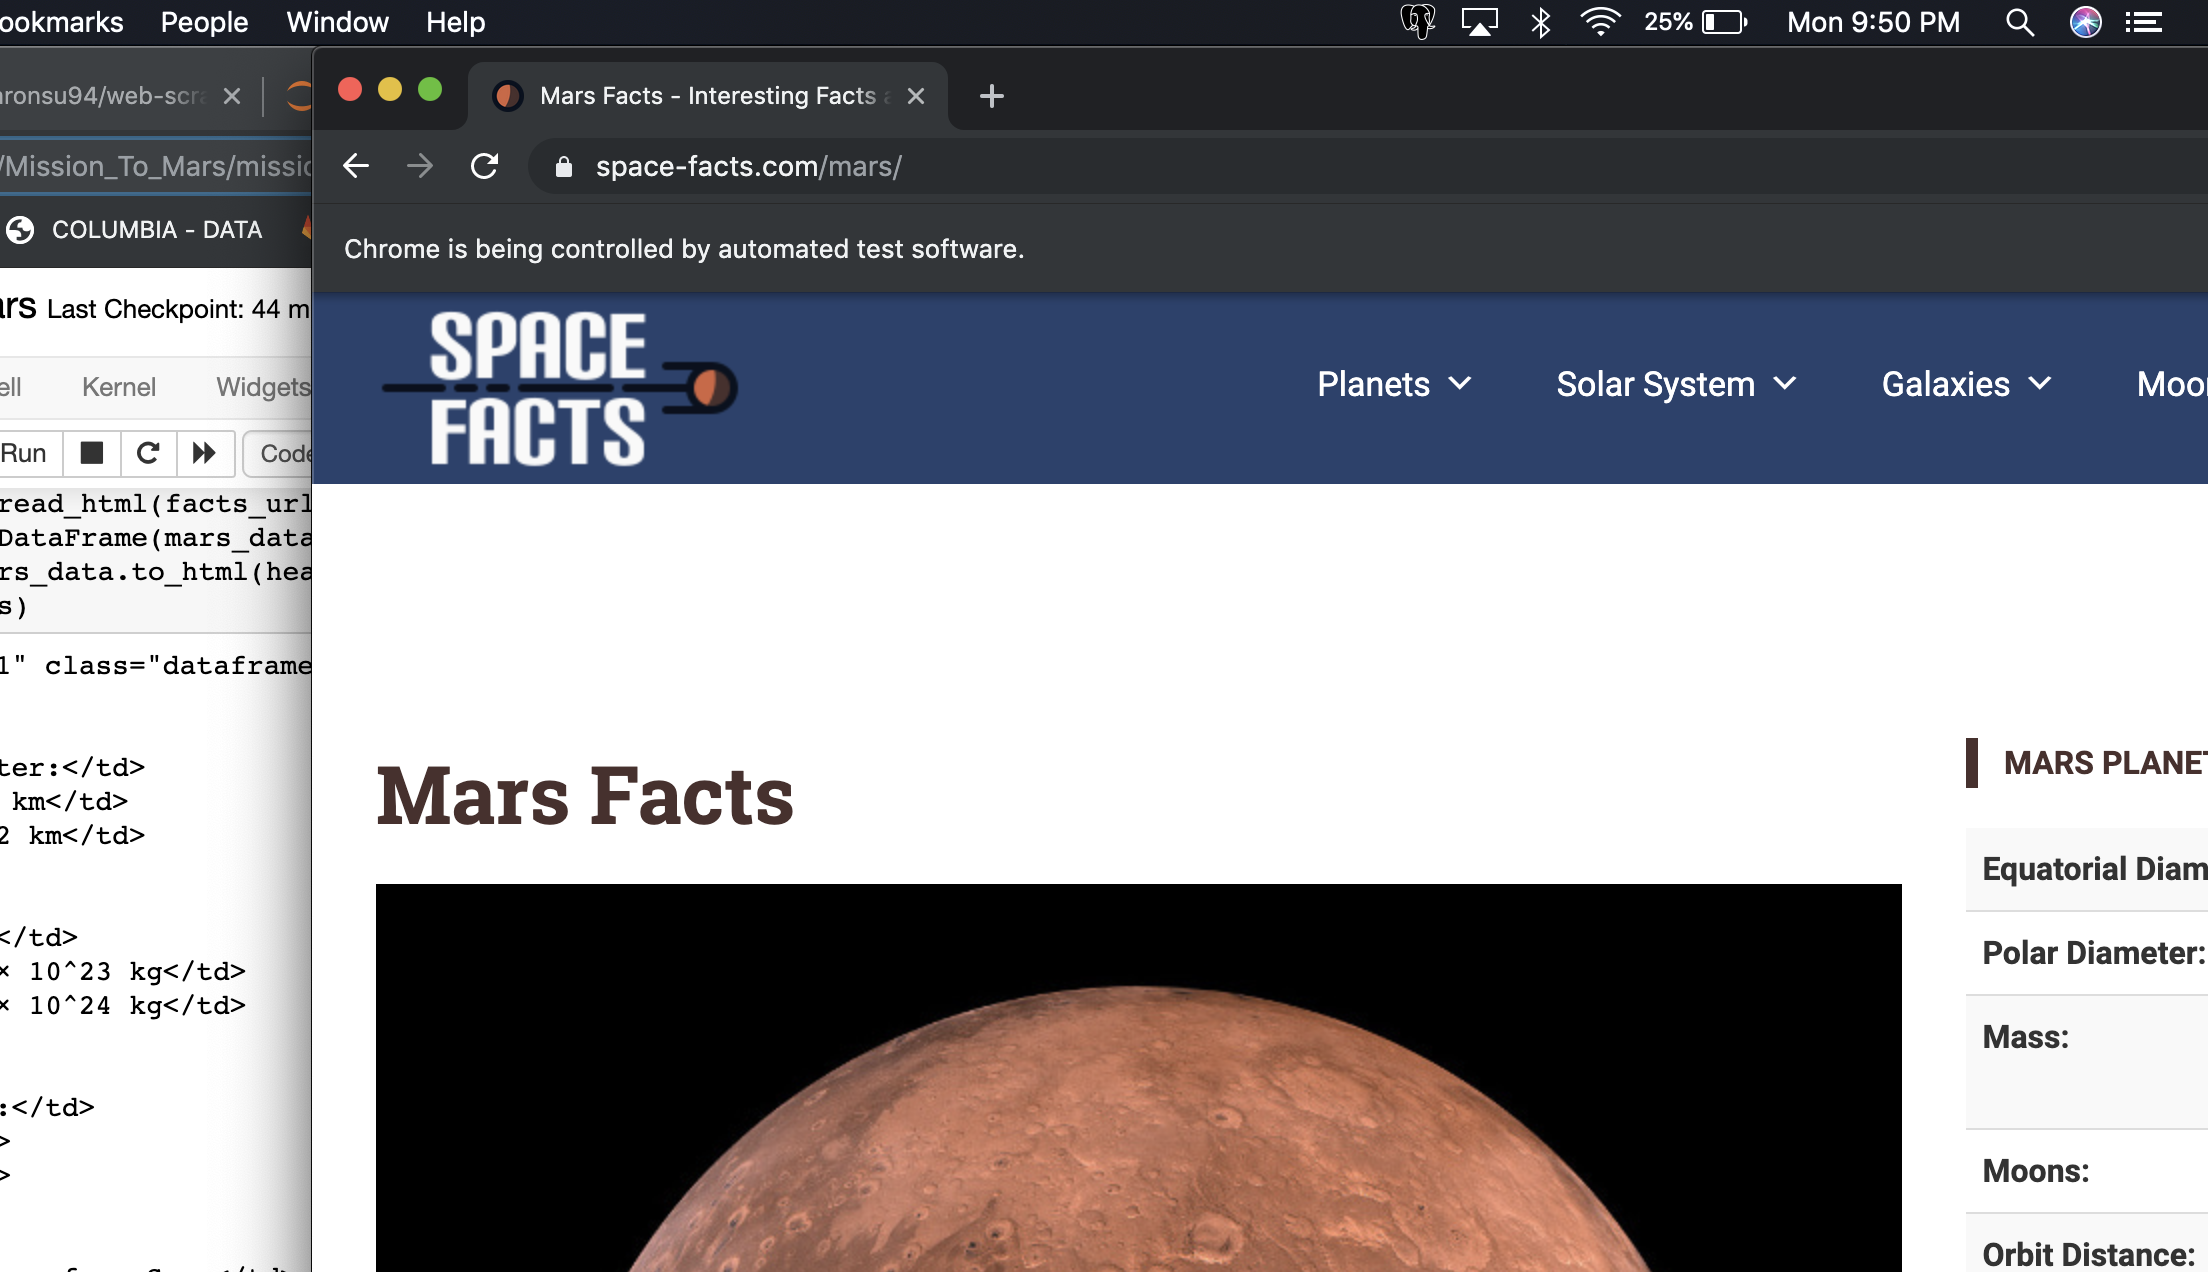 ookmarks People Window Help 25% Mon 9:50 PM
aronsu94/web-scra
Mars Facts - Interesting Facts a
/Mission_To_Mars/missio
space-facts.com/mars/
COLUMBIA - DATA
Chrome is being controlled by automated test software.
ars Last Checkpoint: 44 m
ell Kernel Widgets
Run Code
read_html(facts_url
DataFrame(mars_data
rs_data.to_html(hea
s)
1" class="dataframe
ter:</td>
km</td>
2 km</td>
</td>
× 10^23 kg</td>
× 10^24 kg</td>
:</td>
>
>
SPACE
FACTS
Planets Solar System Galaxies Moon
Mars Facts
MARS PLANET
Equatorial Diam
Polar Diameter:
Mass:
Moons:
Orbit Distance: